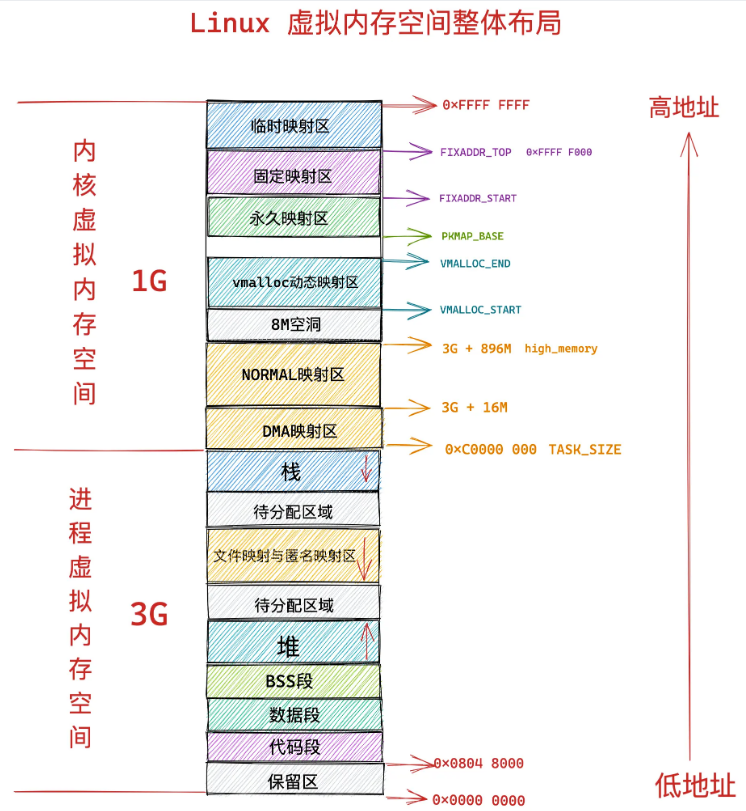 Linux 虚拟内存空间整体布局
高地址
内核虚拟内存空间
1G
临时映射区
0×FFFF FFFF
固定映射区
FIXADDR_TOP 0×FFFF F000
永久映射区
FIXADDR_START
PKMAP_BASE
vmalloc动态映射区
VMALLOC_END
8M空洞
VMALLOC_START
NORMAL映射区
3G + 896M high_memory
DMA映射区
3G + 16M
0×C0000 000 TASK_SIZE
进程虚拟内存空间
3G
栈
待分配区域
文件映射与匿名映射区
待分配区域
堆
BSS段
数据段
代码段
0×0804 8000
保留区
0×0000 0000
低地址